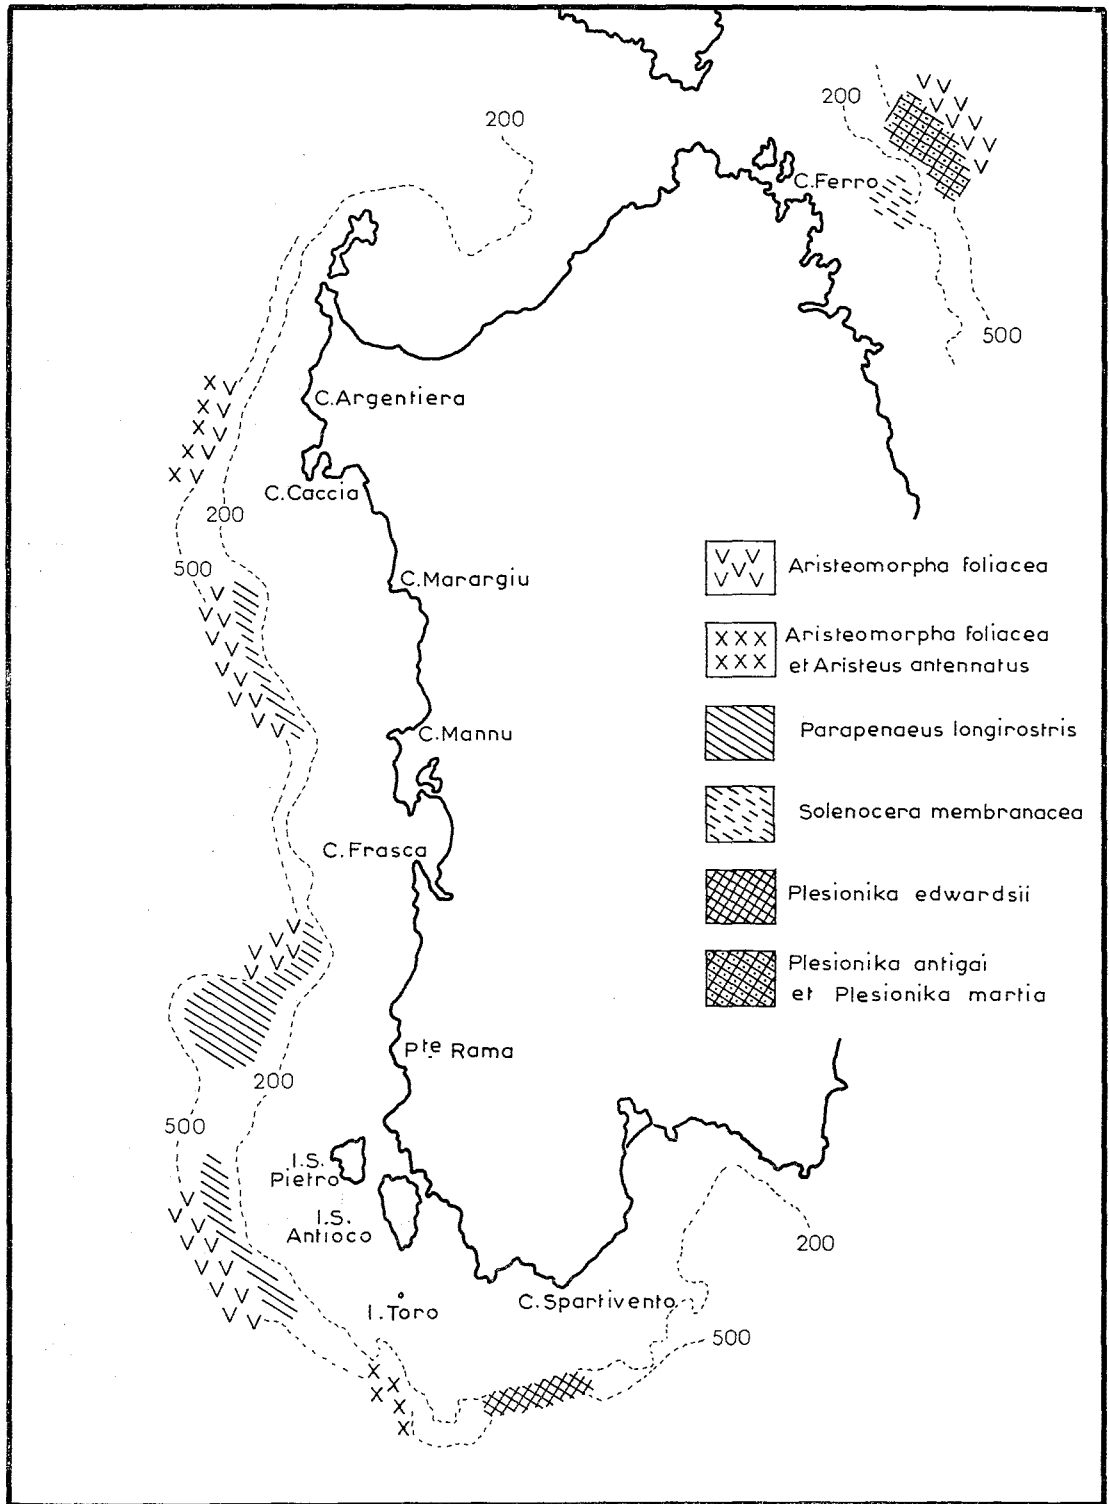 200
200
C.Ferro
500
C.Argentiera
C.Caccia
200
500
C.Marargiu
C.Mannu
C.Frasca
Pte Rama
200
500
I.S.
Pietro
I.S.
Antioco
I.Toro
C.Spartivento
200
500
Aristeomorpha foliacea
Aristeomorpha foliacea
et Aristeus antennatus
Parapenaeus longirostris
Solenocera membranacea
Plesionika edwardsii
Plesionika antigai
et Plesionika martia